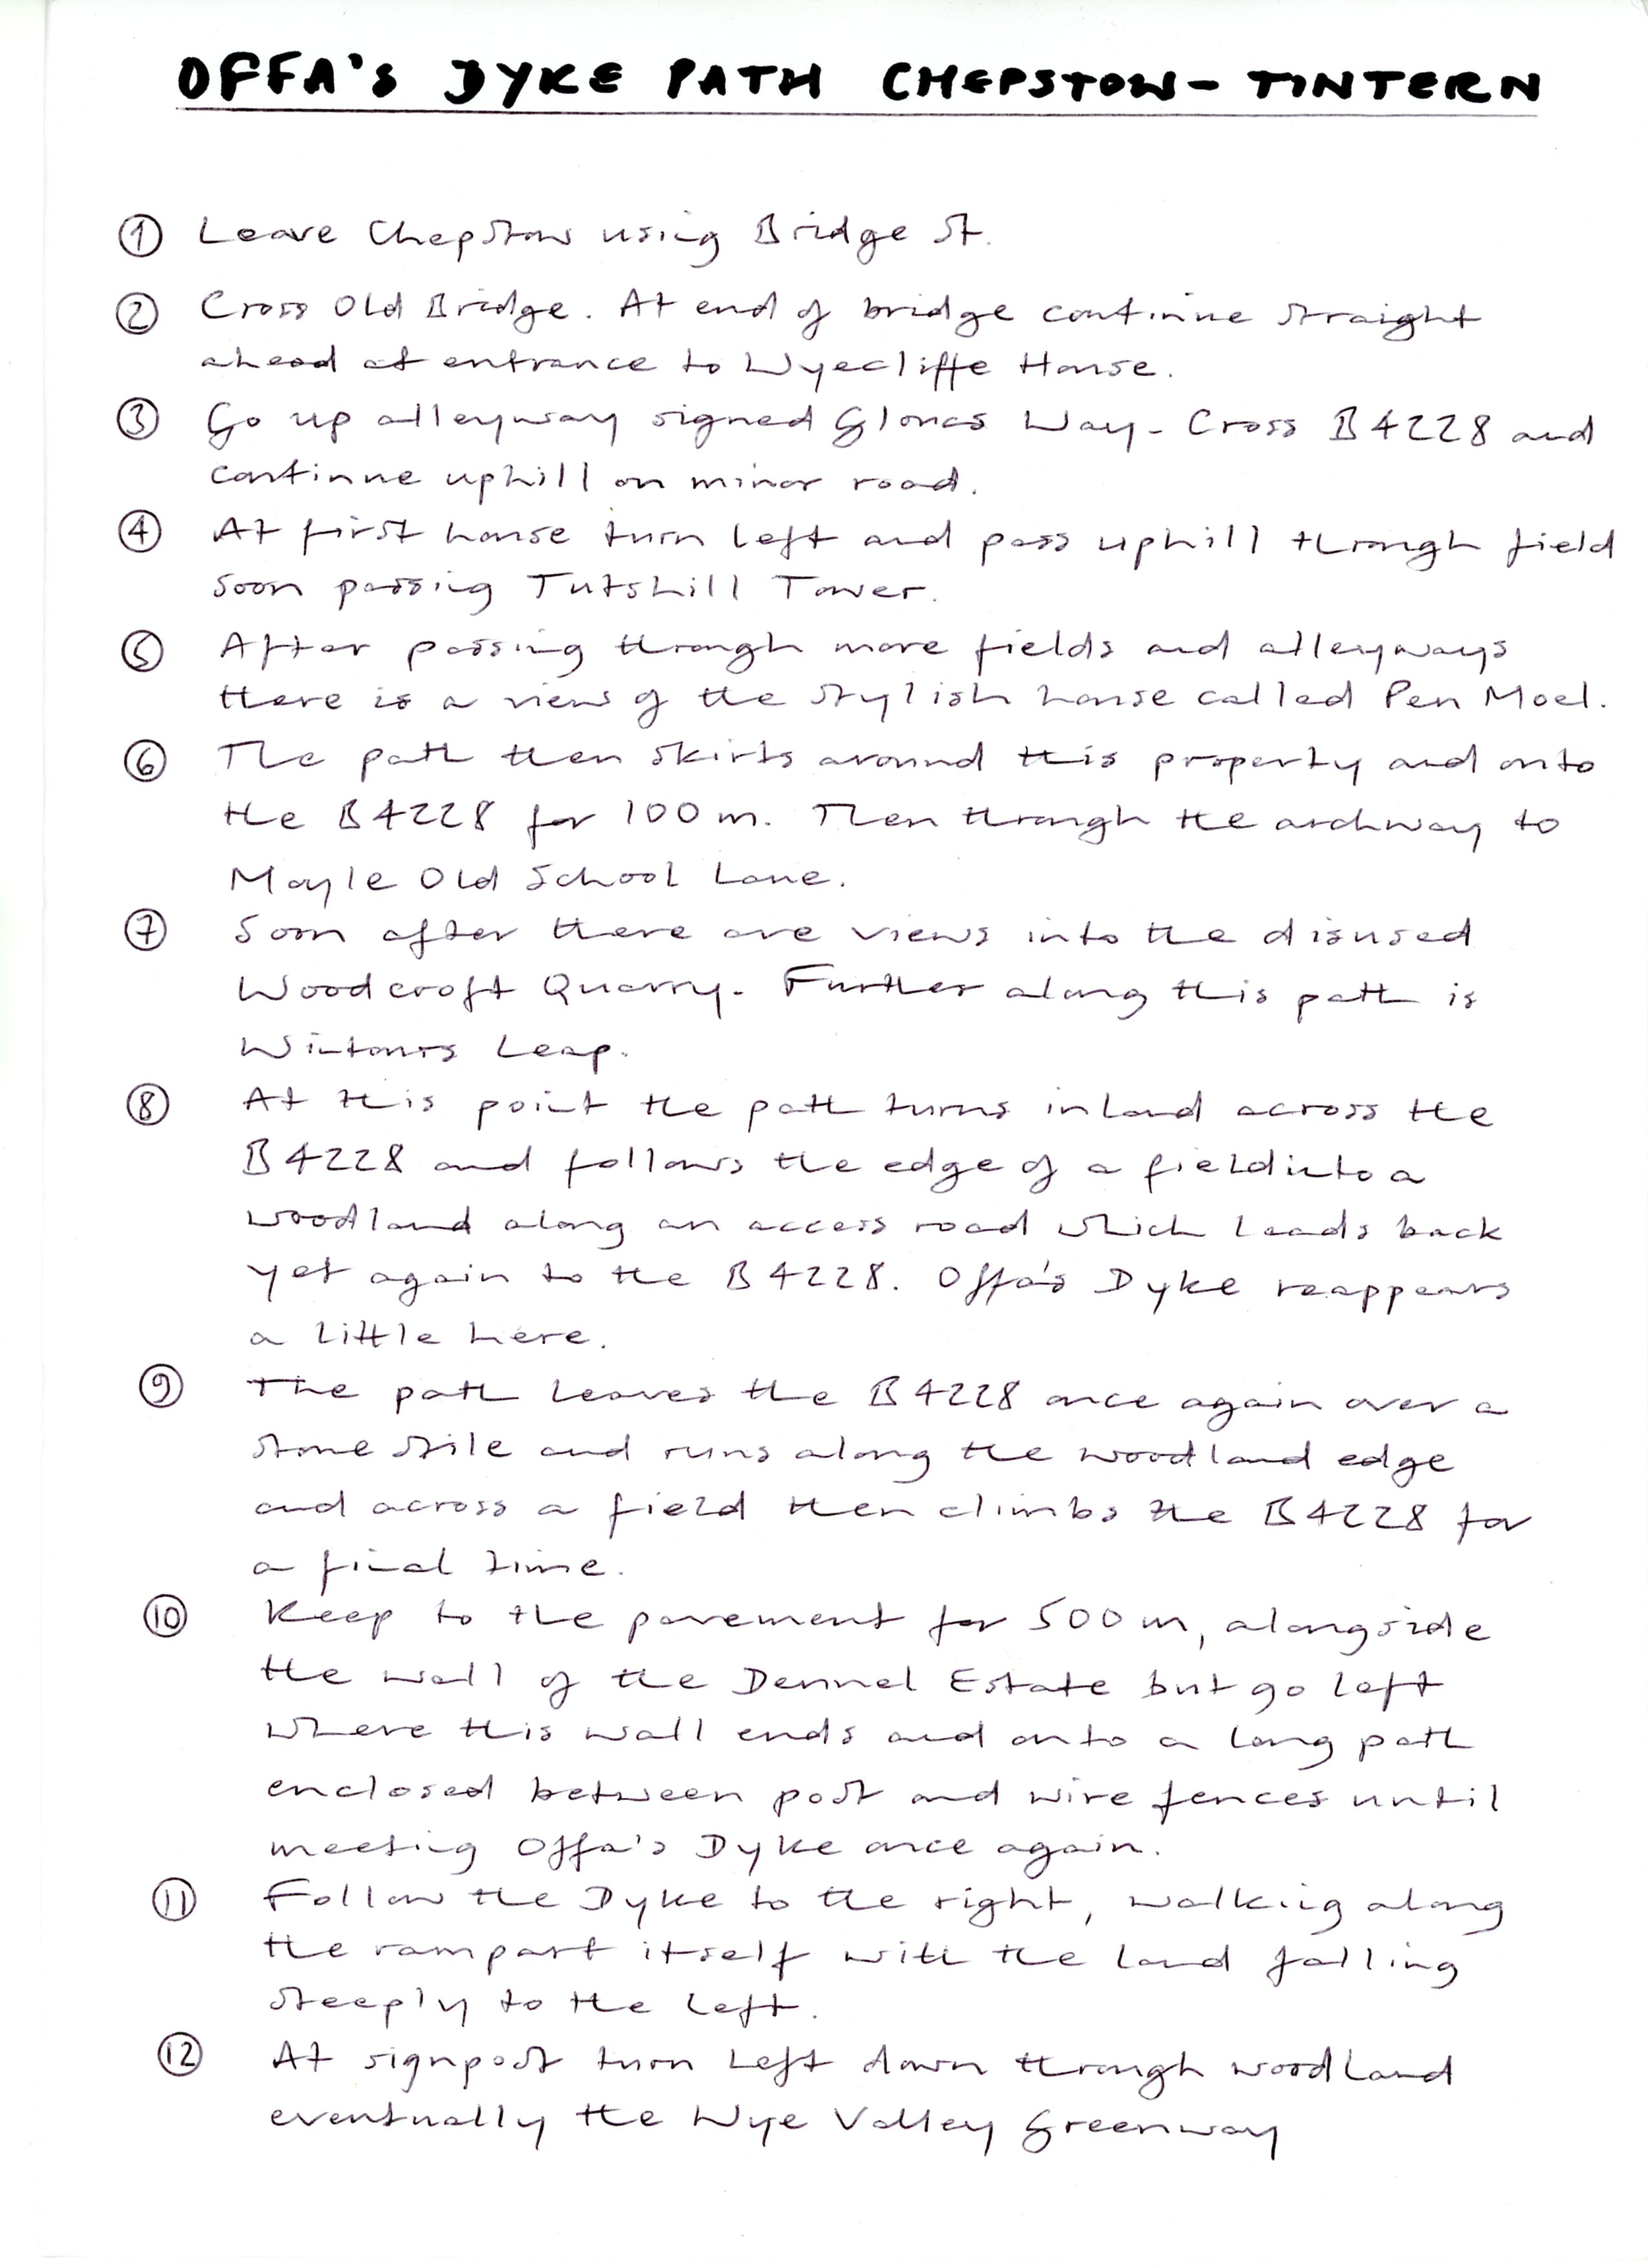 OFFA'S DYKE PATH CHEPSTOW - TINTERN
① Leave Chepstow using Bridge St.
② Cross Old Bridge. At end of bridge continue straight
ahead at entrance to Wyecliffe House.
③ Go up alleyway signed Gloucs Way. Cross B4228 and
continue uphill on minor road.
④ At first house turn left and pass uphill through field
soon passing Tutshill Tower.
⑤ After passing through more fields and alleyways
there is a view of the stylish house called Pen Moel.
⑥ The path then skirts around this property and onto
the B4228 for 100m. Then through the archway to
Moyle Old School Lane.
⑦ Soon after there are views into the disused
Woodcroft Quarry. Further along this path is
Wintours Leap.
⑧ At this point the path turns inland across the
B4228 and follows the edge of a field into a
woodland along an access road which leads back
yet again to the B4228. Offa's Dyke reappears
a little here.
⑨ The path leaves the B4228 once again over a
stone stile and runs along the woodland edge
and across a field then climbs the B4228 for
a final time.
⑩ Keep to the pavement for 500m, alongside
the wall of the Dennel Estate but go left
where this wall ends and onto a long path
enclosed between post and wire fences until
meeting Offa's Dyke once again.
⑪ Follow the Dyke to the right, walking along
the rampart itself with the land falling
steeply to the left.
⑫ At signpost turn left down through woodland
eventually the Wye Valley Greenway